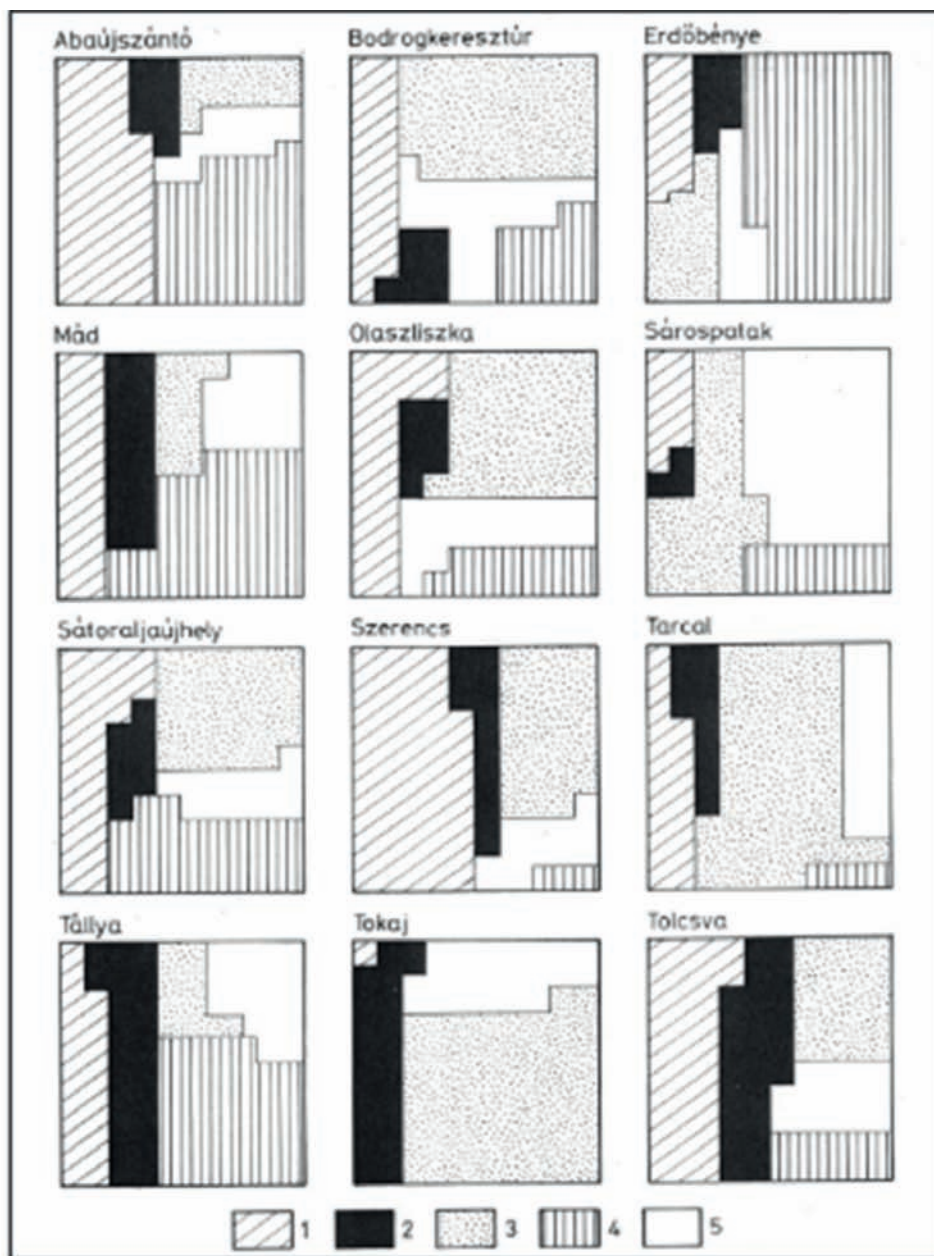 Abaújszántó
Bodrogkeresztúr
Erdőbénye
Mád
Olaszliszka
Sárospatak
Sátoraljaújhely
Szerencs
Tarcal
Tállya
Tokaj
Tolcsva
1 2 3 4 5